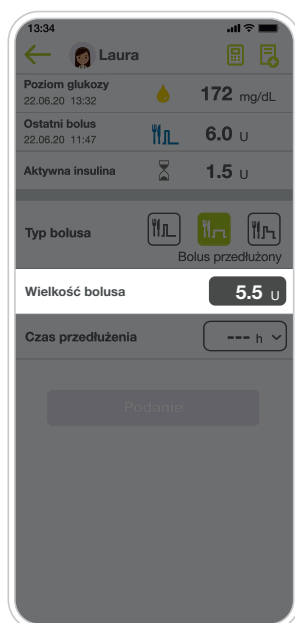 13:34
Laura
Poziom glukozy
22.06.20 13:32
172 mg/dL
Ostatni bolus
22.06.20 11:47
6.0 U
Aktywna insulina
1.5 U
Typ bolusa
Bolus przedłużony
Wielkość bolusa
5.5 U
Czas przedłużenia
--- h
Podanie